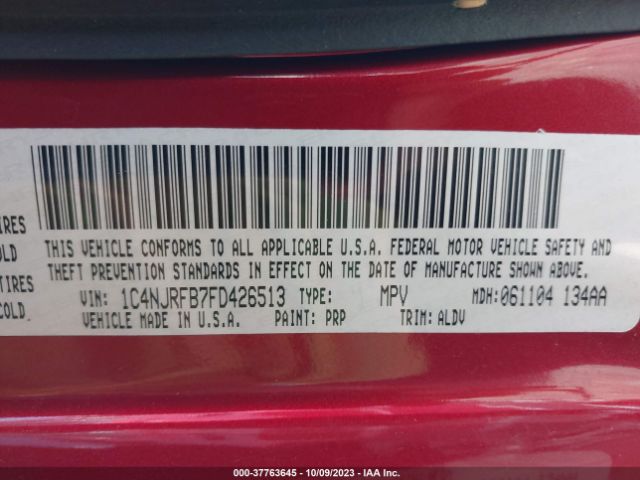 IRES
OLD
THIS VEHICLE CONFORMS TO ALL APPLICABLE U.S.A. FEDERAL MOTOR VEHICLE SAFETY AND
TIRES
THEFT PREVENTION STANDARDS IN EFFECT ON THE DATE OF MANUFACTURE SHOWN ABOVE.
COLD.
VIN: 1C4NJRFB7FD426513 TYPE: MPV MDH:061104 134AA
VEHICLE MADE IN U.S.A. PAINT: PRP TRIM: ALDV
000-37763645 - 10/09/2023 - IAA Inc.